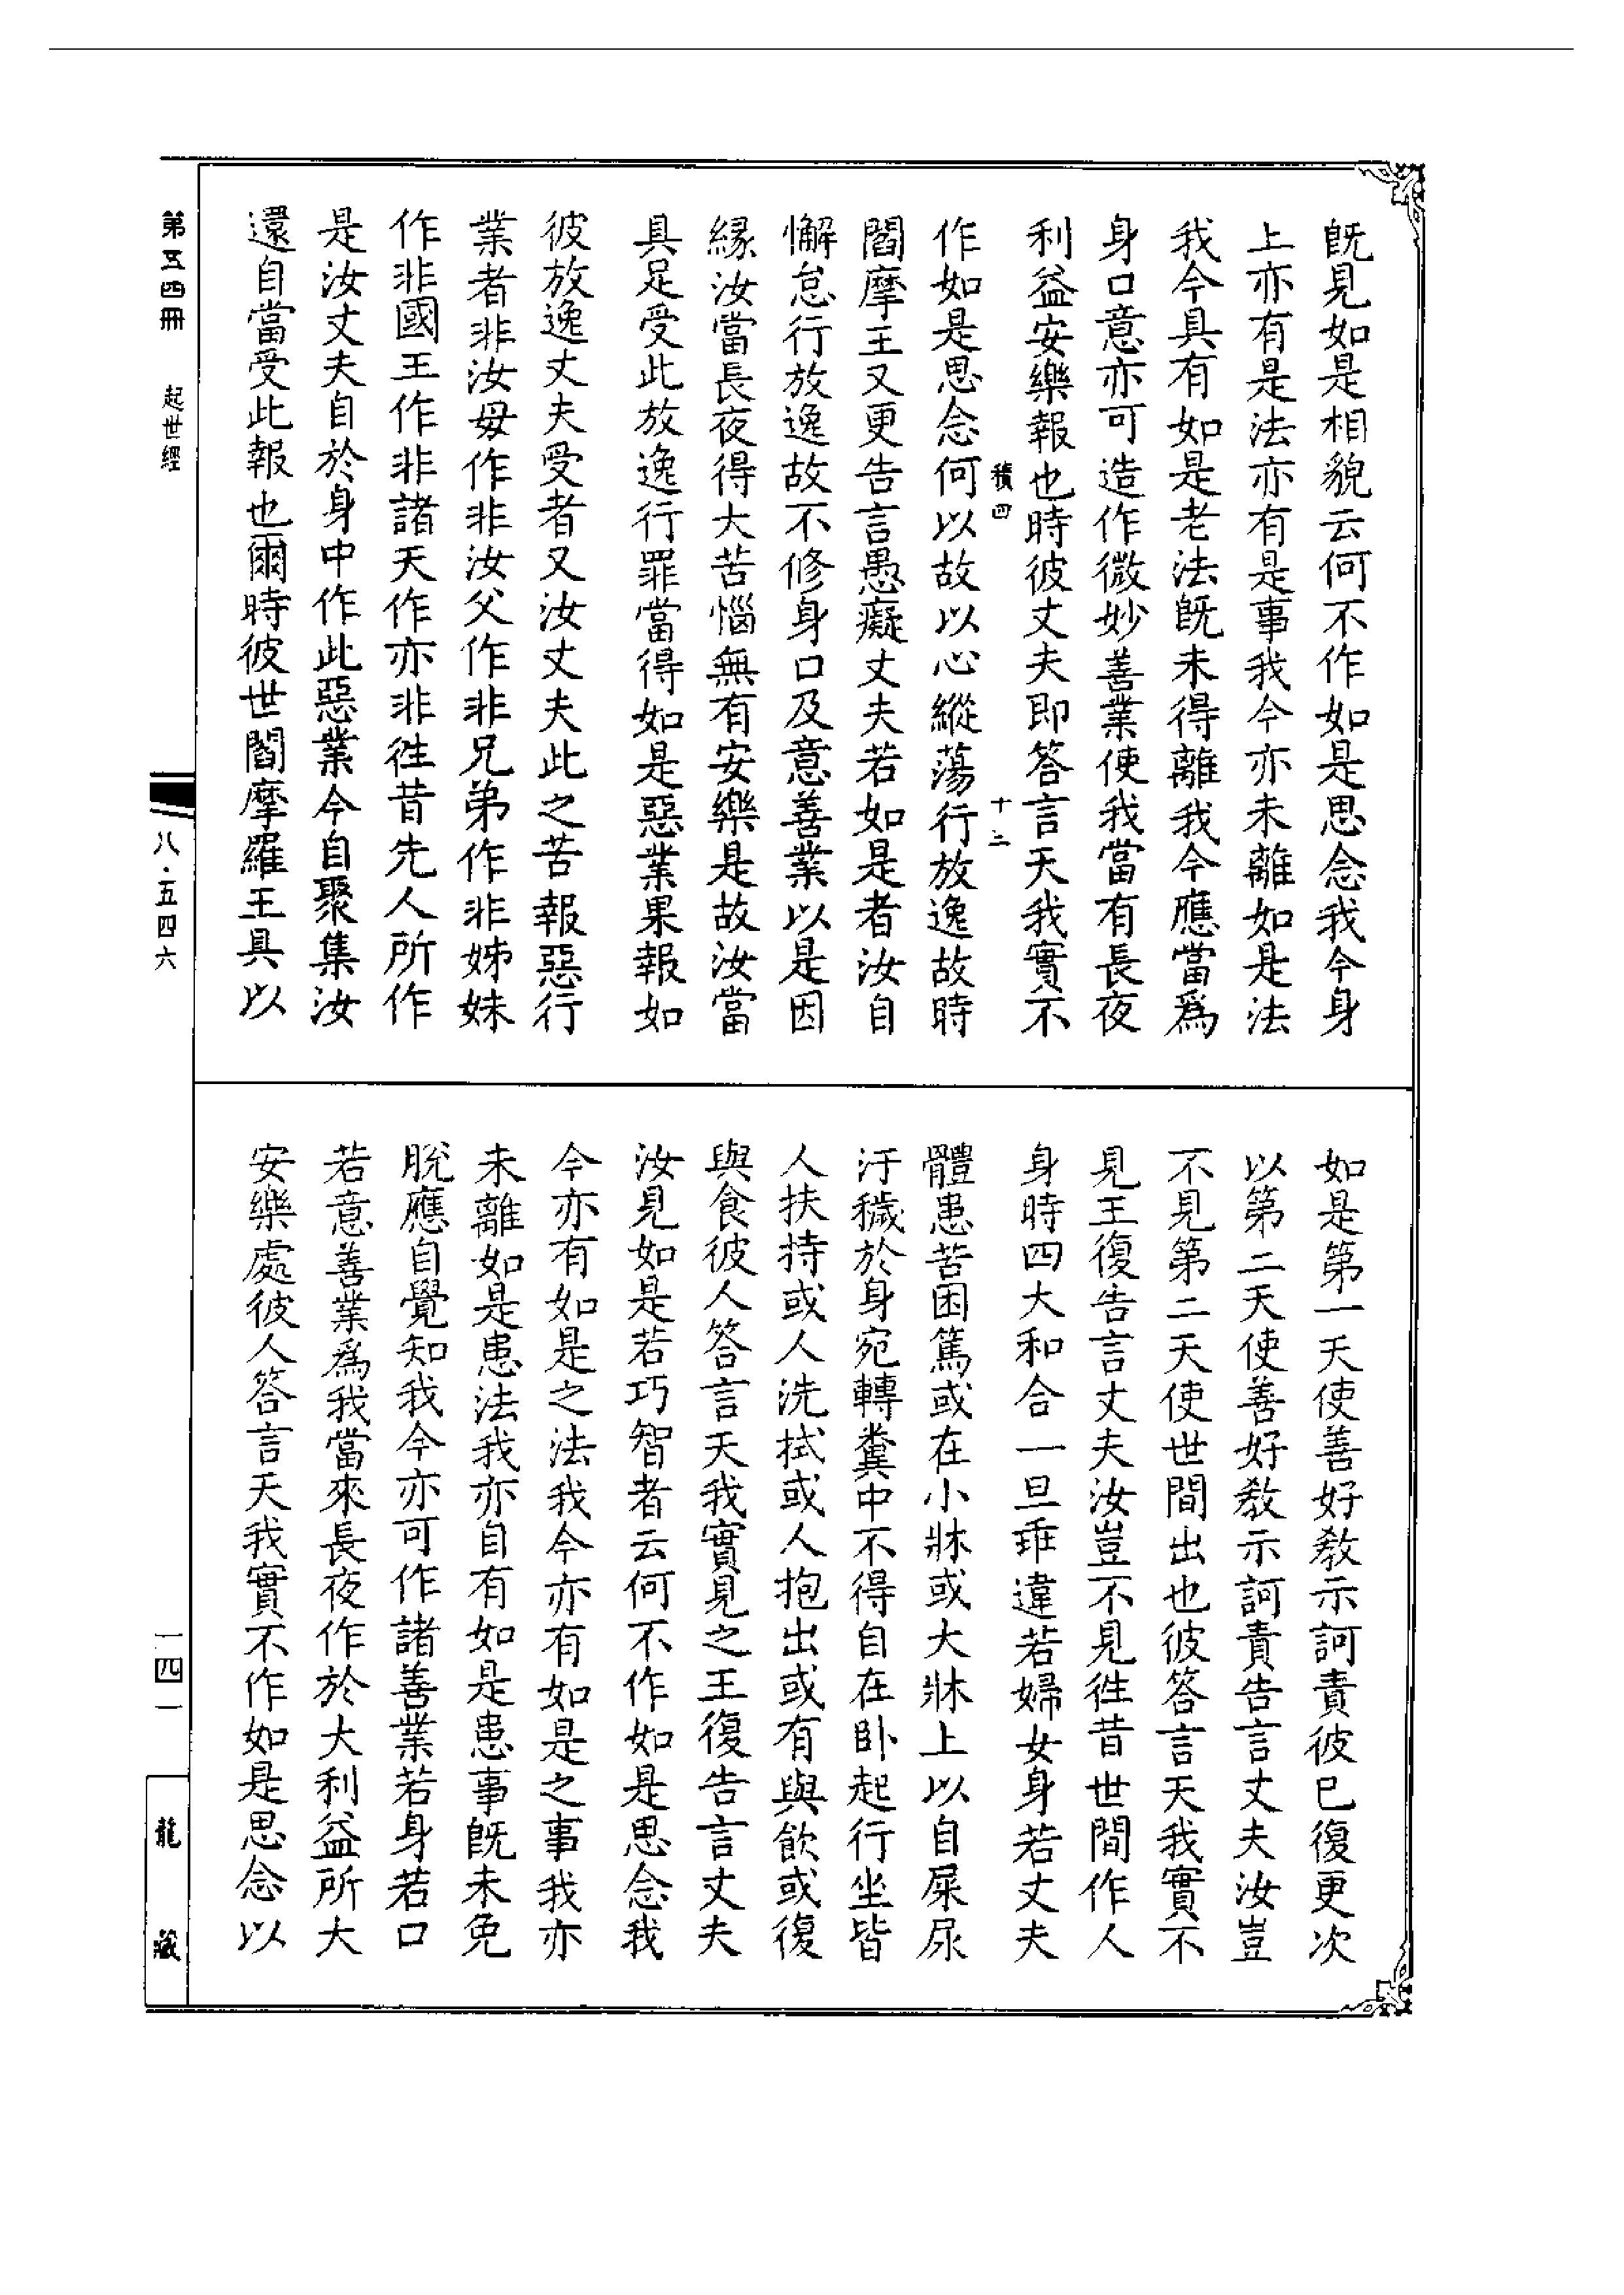 既見如是相貌云何不作如是思念我今身
上亦有是法亦有是事我今亦未離如是法
我今具有如是老法既未得離我今應當為
身口意亦可造作微妙善業使我當有長夜
利益安樂報也時彼丈夫即答言天我實不
積四
十三
作如是思念何以故以心縱蕩行放逸故時
閻摩王又更告言愚癡丈夫若如是者汝自
懈怠行放逸故不修身口及意善業以是因
緣汝當長夜得大苦惱無有安樂是故汝當
具足受此放逸行罪當得如是惡業果報如
彼放逸丈夫受者又汝丈夫此之苦報惡行
業者非汝母作非汝父作非兄弟作非姊妹
作非國王作非諸天作亦非徃昔先人所作
是汝丈夫自於身中作此惡業今自聚集汝
還自當受此報也爾時彼世閻摩羅王具以
如是第一天使善好教示訶責彼已復更次
以第二天使善好教示訶責告言丈夫汝豈
不見第二天使世間出也彼答言天我實不
見王復告言丈夫汝豈不見徃昔世間作人
身時四大和合一旦乖違若婦女身若丈夫
體患苦困篤或在小牀或大牀上以自屎尿
汙穢於身宛轉糞中不得自在卧起行坐皆
人扶持或人洗拭或人抱出或有與飲或復
與食彼人答言天我實見之王復告言丈夫
汝見如是若巧智者云何不作如是思念我
今亦有如是之法我今亦有如是之事我亦
未離如是患法我亦自有如是患事既未免
脫應自覺知我今亦可作諸善業若身若口
若意善業為我當來長夜作於大利益所大
安樂處彼人答言天我實不作如是思念以
第五四冊　起世經
八·五四六
一四一
龍藏